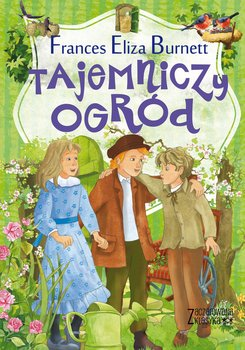 Frances Eliza Burnett
TAJEMNICZY
OGRÓD
Zaczarowana
klasyka